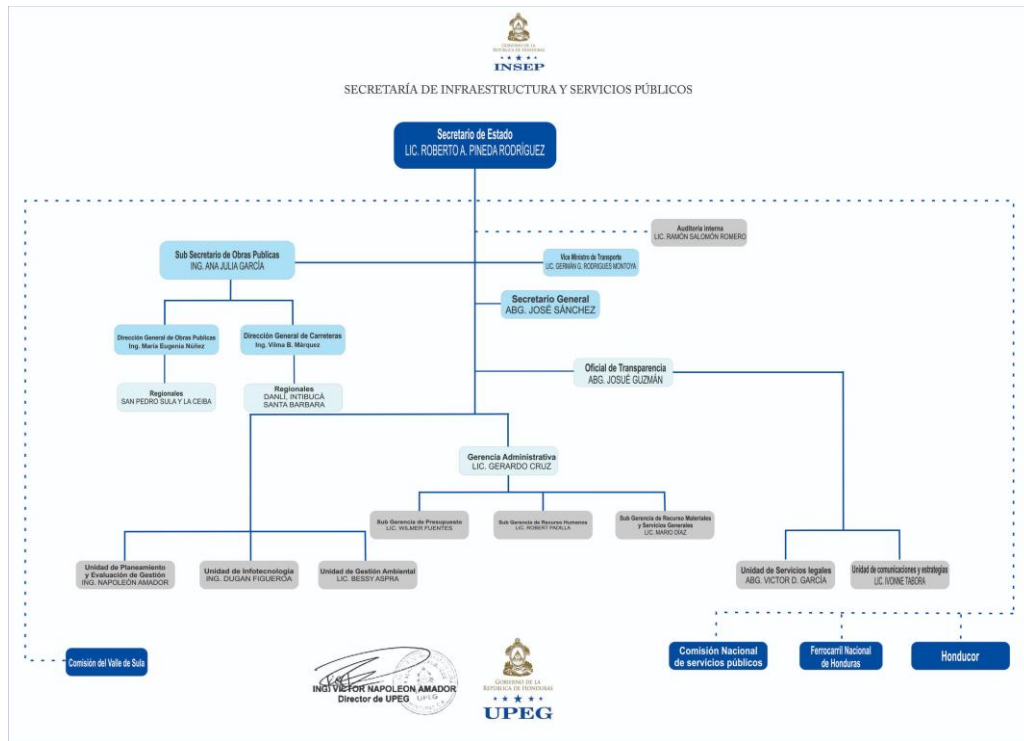 GOBIERNO DE LA
REPÚBLICA DE HONDURAS
INSEP
SECRETARÍA DE INFRAESTRUCTURA Y SERVICIOS PÚBLICOS
Secretario de Estado
LIC. ROBERTO A. PINEDA RODRÍGUEZ
Auditoria interna
LIC. RAMÓN SALOMÓN ROMERO
Sub Secretario de Obras Publicas
ING. ANA JULIA GARCÍA
Vice Ministro de Transporte
LIC. GERMÁN G. RODRIGUES MONTOYA
Secretario General
ABG. JOSÉ SÁNCHEZ
Dirección General de Obras Publicas
Ing. María Eugenia Núñez
Dirección General de Carreteras
Ing. Vilma B. Márquez
Oficial de Transparencia
ABG. JOSUÉ GUZMÁN
Regionales
SAN PEDRO SULA Y LA CEIBA
Regionales
DANLÍ, INTIBUCÁ
SANTA BARBARA
Gerencia Administrativa
LIC. GERARDO CRUZ
Sub Gerencia de Presupuesto
LIC. WILMER FUENTES
Sub Gerencia de Recurso Humanos
LIC. ROBERT PADILLA
Sub Gerencia de Recurso Materiales
y Servicios Generales
LIC. MARIO DÍAZ
Unidad de Planeamiento
y Evaluación de Gestión
ING. NAPOLEÓN AMADOR
Unidad de Infotecnología
ING. DUGAN FIGUEROA
Unidad de Gestión Ambiental
LIC. BESSY ASPRA
Unidad de Servicios legales
ABG. VICTOR D. GARCÍA
Unidad de comunicaciones y estrategias
LIC. IVONNE TABORA
Comisión del Valle de Sula
Comisión Nacional
de servicios públicos
Ferrocarril Nacional
de Honduras
Honducor
ING. VICTOR NAPOLEON AMADOR
Director de UPEG
UPEG
GOBIERNO DE LA
REPÚBLICA DE HONDURAS
UPEG